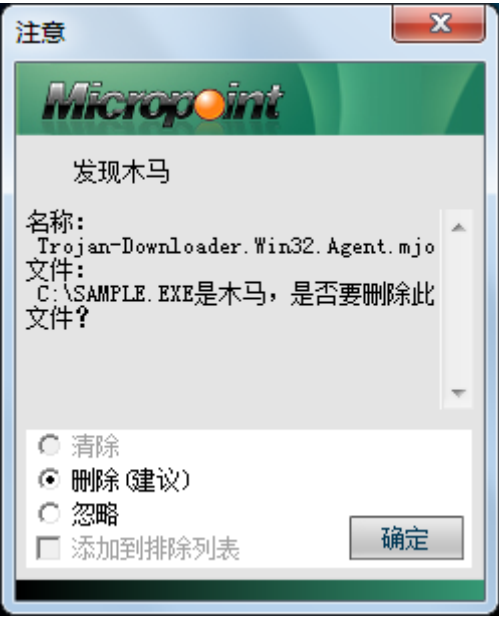 注意
Micropoint
发现木马
名称：
Trojan-Downloader.Win32.Agent.mjo
文件：
C:\SAMPLE.EXE是木马，是否要删除此
文件？
清除
删除(建议)
忽略
添加到排除列表
确定